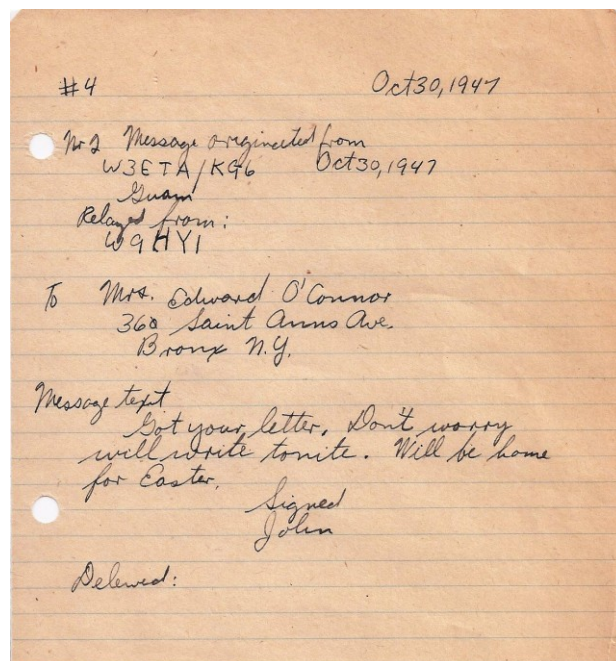 #4 Oct 30, 1947
Nr 2 Message originated from
W3ETA/KG6 Oct 30, 1947
Guam
Relayed from:
W9HYI
To Mrs. Edward O'Connor
360 Saint Anns Ave.
Bronx N.Y.
Message text
Got your letter. Don't worry
will write tonite. Will be home
for Easter.
Signed
John
Delewed: